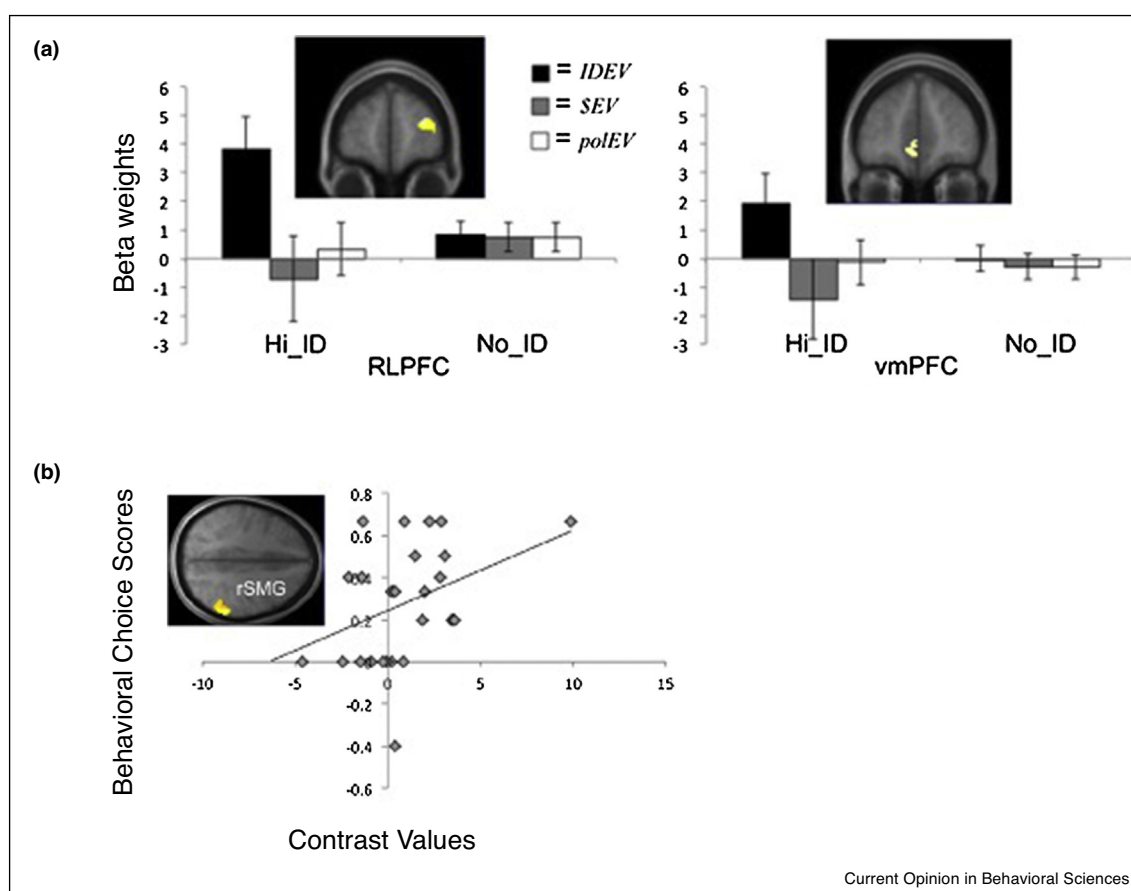 (a)
6
5
4
3
2
1
0
-1
-2
-3
Beta weights
= IDEV
= $EV
= polEV
Hi_ID
No_ID
RLPFC
6
5
4
3
2
1
0
-1
-2
-3
Hi_ID
No_ID
vmPFC
(b)
Behavioral Choice Scores
rSMG
0.8
0.6
0.2
-0.2
-0.4
-0.6
-10
-5
0
5
10
15
Contrast Values
Current Opinion in Behavioral Sciences